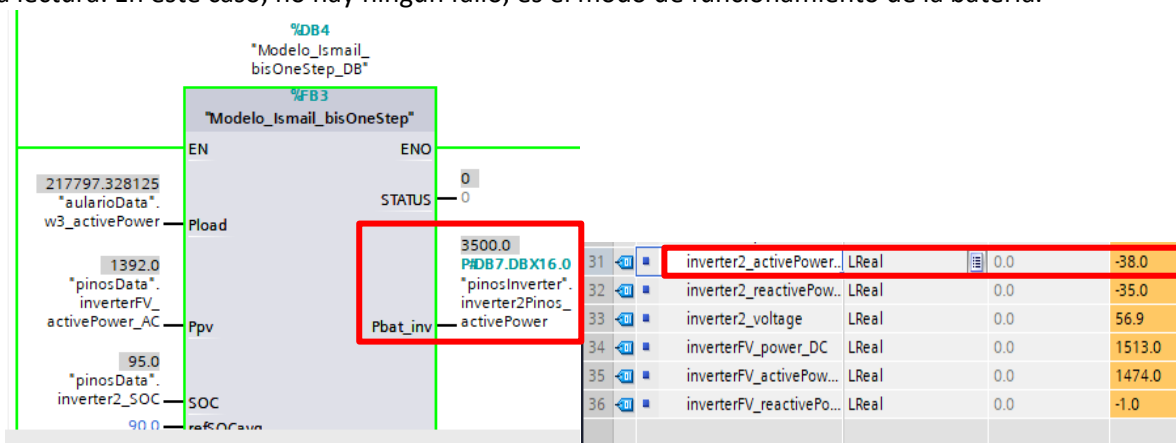 a lectura. En este caso, no hay ningún fallo, es el modo de funcionamiento de la batería.
%DB4
"Modelo_Ismail_
bisOneStep_DB"
%FB3
"Modelo_Ismail_bisOneStep"
EN ENO
217797.328125
"aularioData".
w3_activePower Pload
STATUS
0
0
1392.0
"pinosData".
inverterFV_
activePower_AC Ppv
Pbat_inv
3500.0
P#DB7.DBX16.0
"pinosInverter".
inverter2Pinos_
activePower
95.0
"pinosData".
inverter2_SOC SOC
90.0 refSOCavg
31 inverter2_activePower.. LReal 0.0 -38.0
32 inverter2_reactivePow.. LReal 0.0 -35.0
33 inverter2_voltage LReal 0.0 56.9
34 inverterFV_power_DC LReal 0.0 1513.0
35 inverterFV_activePow... LReal 0.0 1474.0
36 inverterFV_reactivePo... LReal 0.0 -1.0